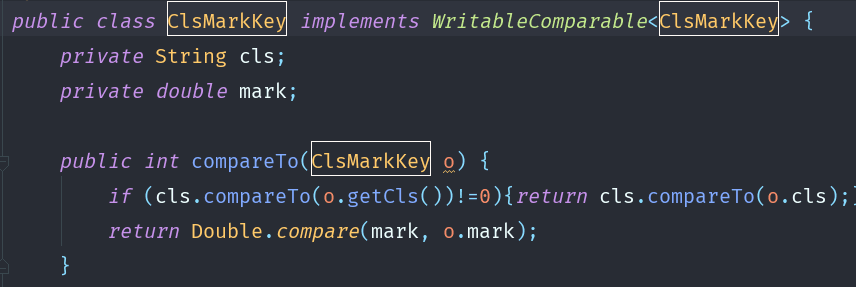 public class ClsMarkKey implements WritableComparable<ClsMarkKey> {
    private String cls;
    private double mark;

    public int compareTo(ClsMarkKey o) {
        if (cls.compareTo(o.getCls())!=0){return cls.compareTo(o.cls);}
        return Double.compare(mark, o.mark);
    }